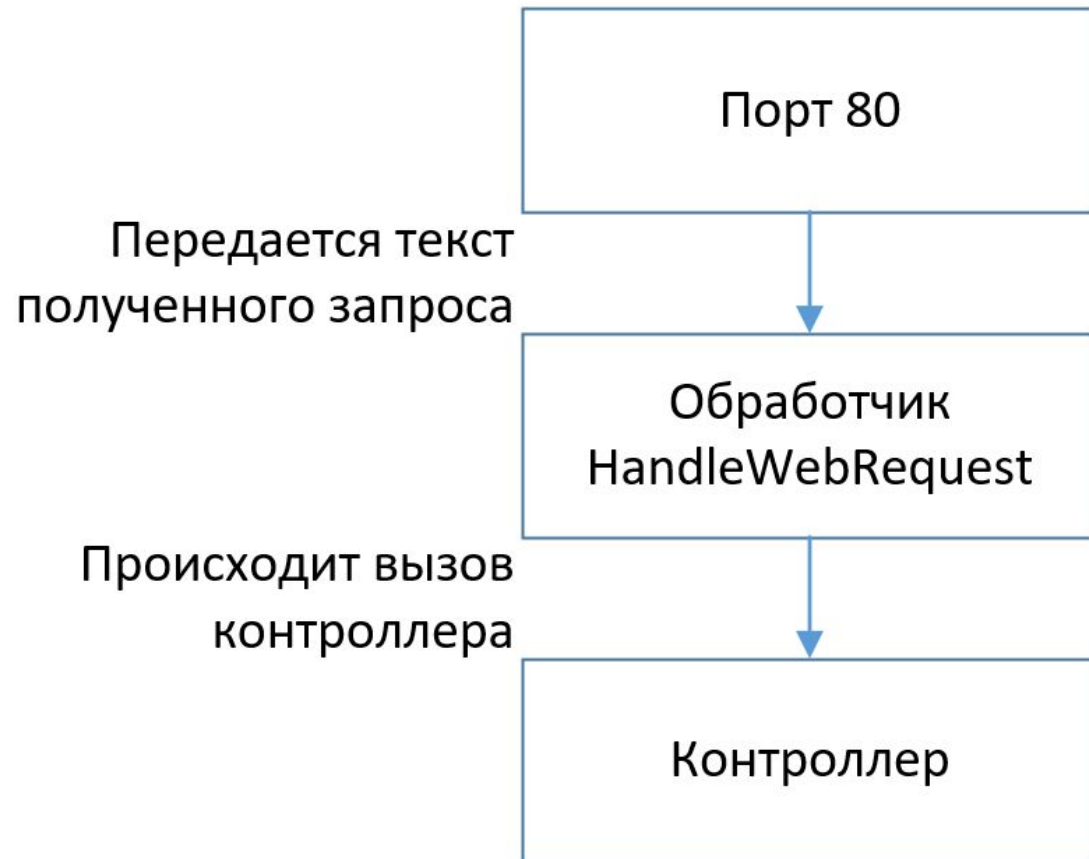 Порт 80
Передается текст
полученного запроса
Обработчик
HandleWebRequest
Происходит вызов
контроллера
Контроллер